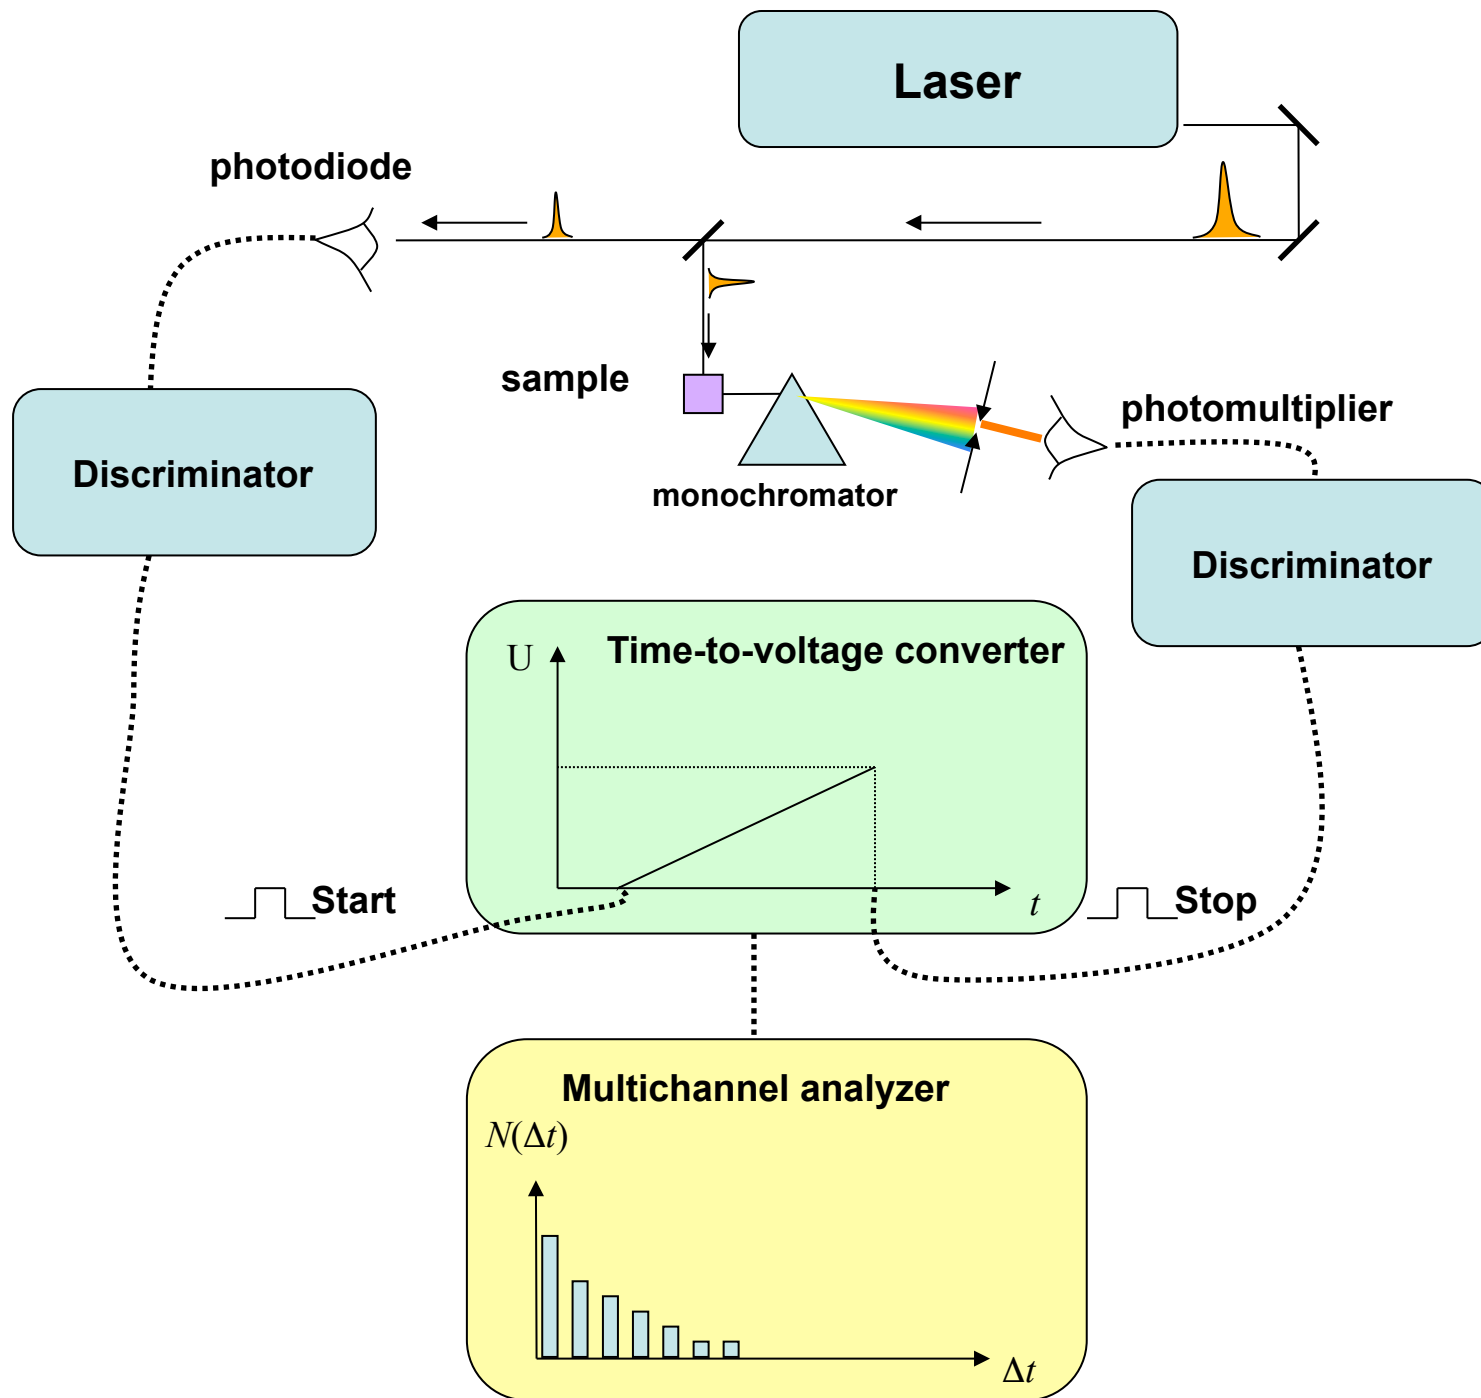 Laser
photodiode
sample
photomultiplier
monochromator
Discriminator
Discriminator
Time-to-voltage converter
U
t
Start
Stop
Multichannel analyzer
N(Δt)
Δt